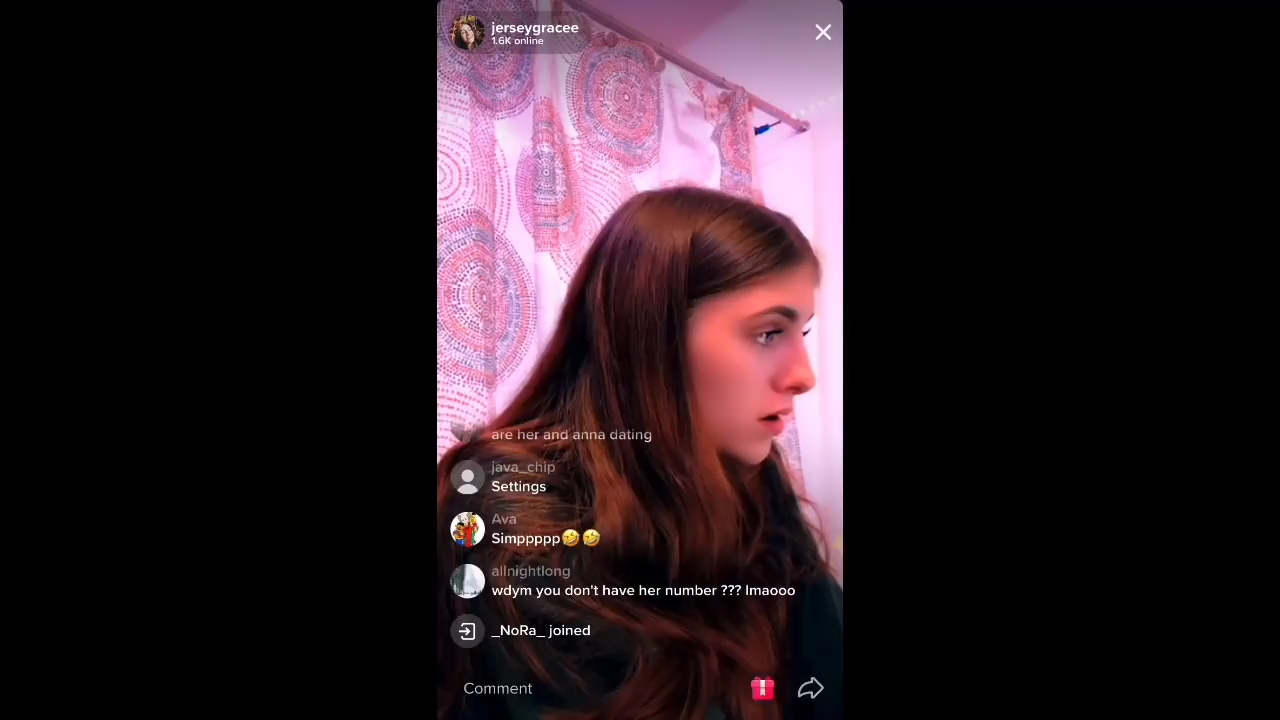 jerseygracee
1.6K online
are her and anna dating
java_chip
Settings
Ava
Simppppp🤣🤣
allnightlong
wdym you don't have her number ??? lmaooo
_NoRa_ joined
Comment